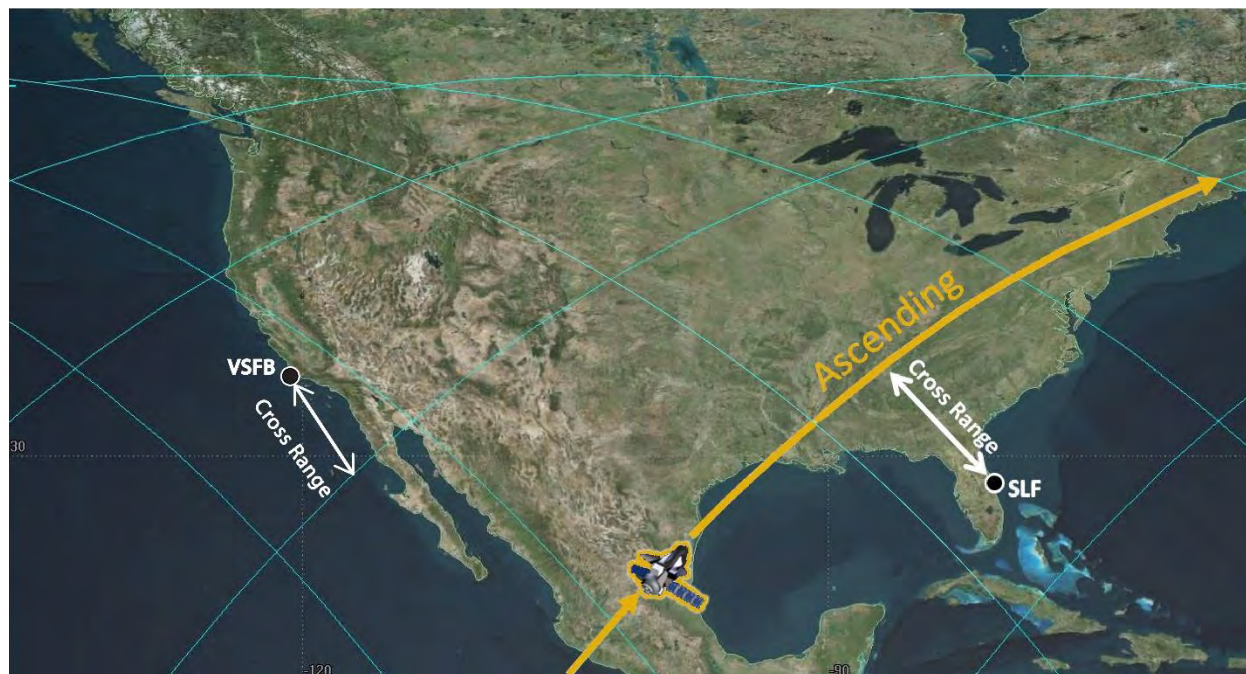 Ascending
VSFB
Cross Range
Cross Range
30
SLF
-120
-90